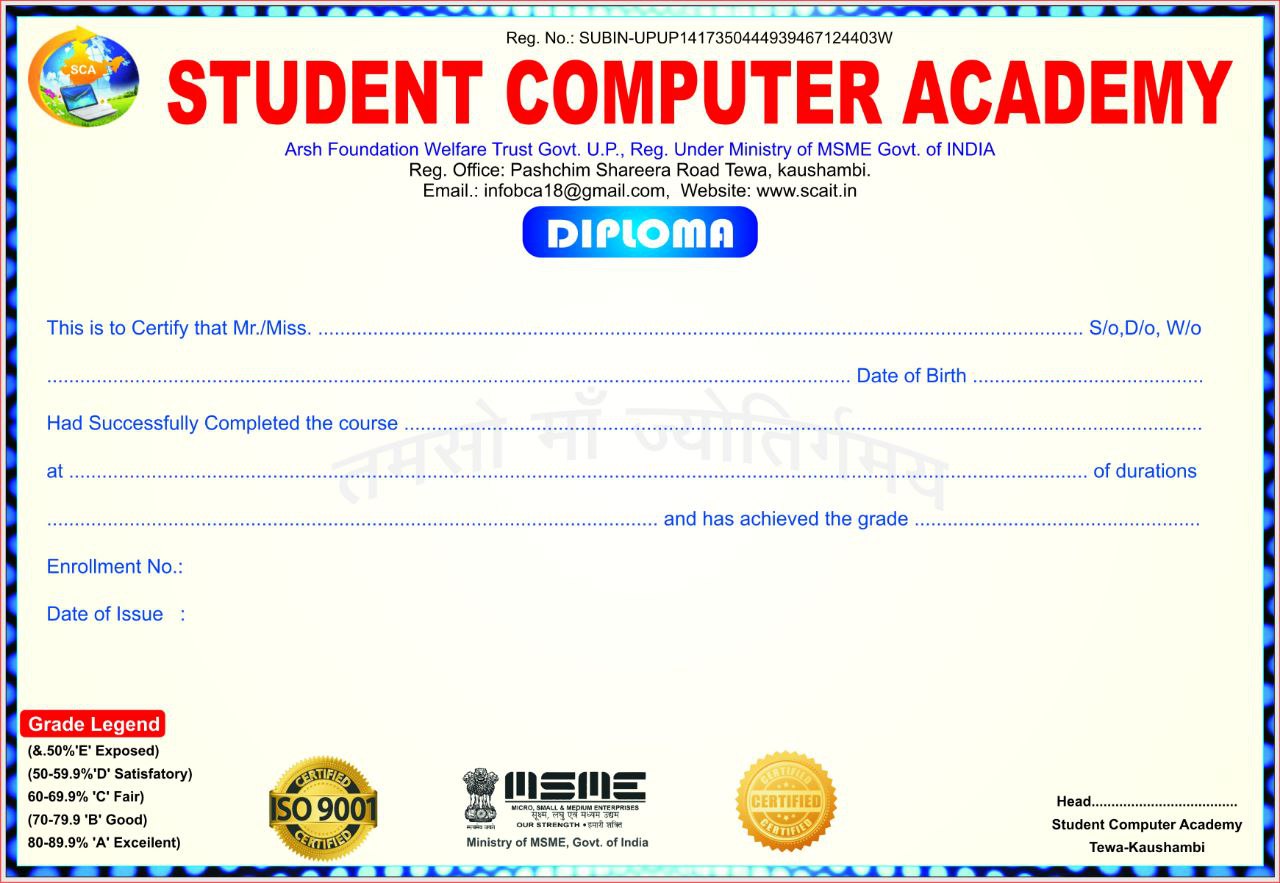 Reg. No.: SUBIN-UPUP1417350444939467124403W
SCA
STUDENT COMPUTER ACADEMY
Arsh Foundation Welfare Trust Govt. U.P., Reg. Under Ministry of MSME Govt. of INDIA
Reg. Office: Pashchim Shareera Road Tewa, kaushambi.
Email.: infobca18@gmail.com, Website: www.scait.in
DIPLOMA
This is to Certify that Mr./Miss. .......... S/o,D/o, W/o
.......... Date of Birth ..........
Had Successfully Completed the course ..........
तमसो माँ ज्योतिर्गमय
at .......... of durations
.......... and has achieved the grade ..........
Enrollment No.:
Date of Issue :
Grade Legend
(&.50%'E' Exposed)
(50-59.9%'D' Satisfatory)
60-69.9% 'C' Fair)
(70-79.9 'B' Good)
80-89.9% 'A' Exceilent)
CERTIFIED
ISO 9001
CERTIFIED
सत्यमेव जयते
MSME
MICRO, SMALL & MEDIUM ENTERPRISES
सूक्ष्म, लघु एवं मध्यम उद्यम
OUR STRENGTH • हमारी शक्ति
Ministry of MSME, Govt. of India
CERTIFIED
CERTIFIED
CERTIFIED
Head..........
Student Computer Academy
Tewa-Kaushambi